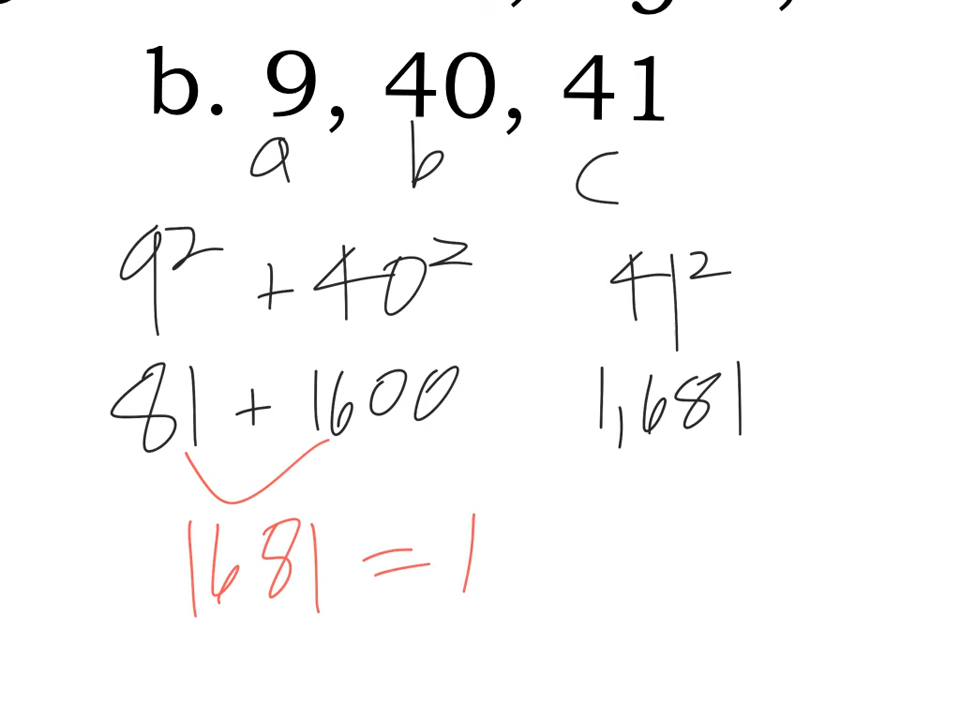 b. 9, 40, 41
a b c
9² + 40² 41²
81 + 1600 1,681
1681 = 1